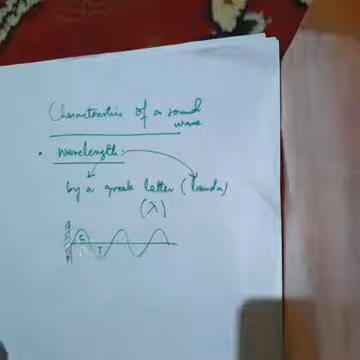 Characteristics of a sound
wave
• Wavelength:
by a greek letter (lamda)
(λ)
C
T